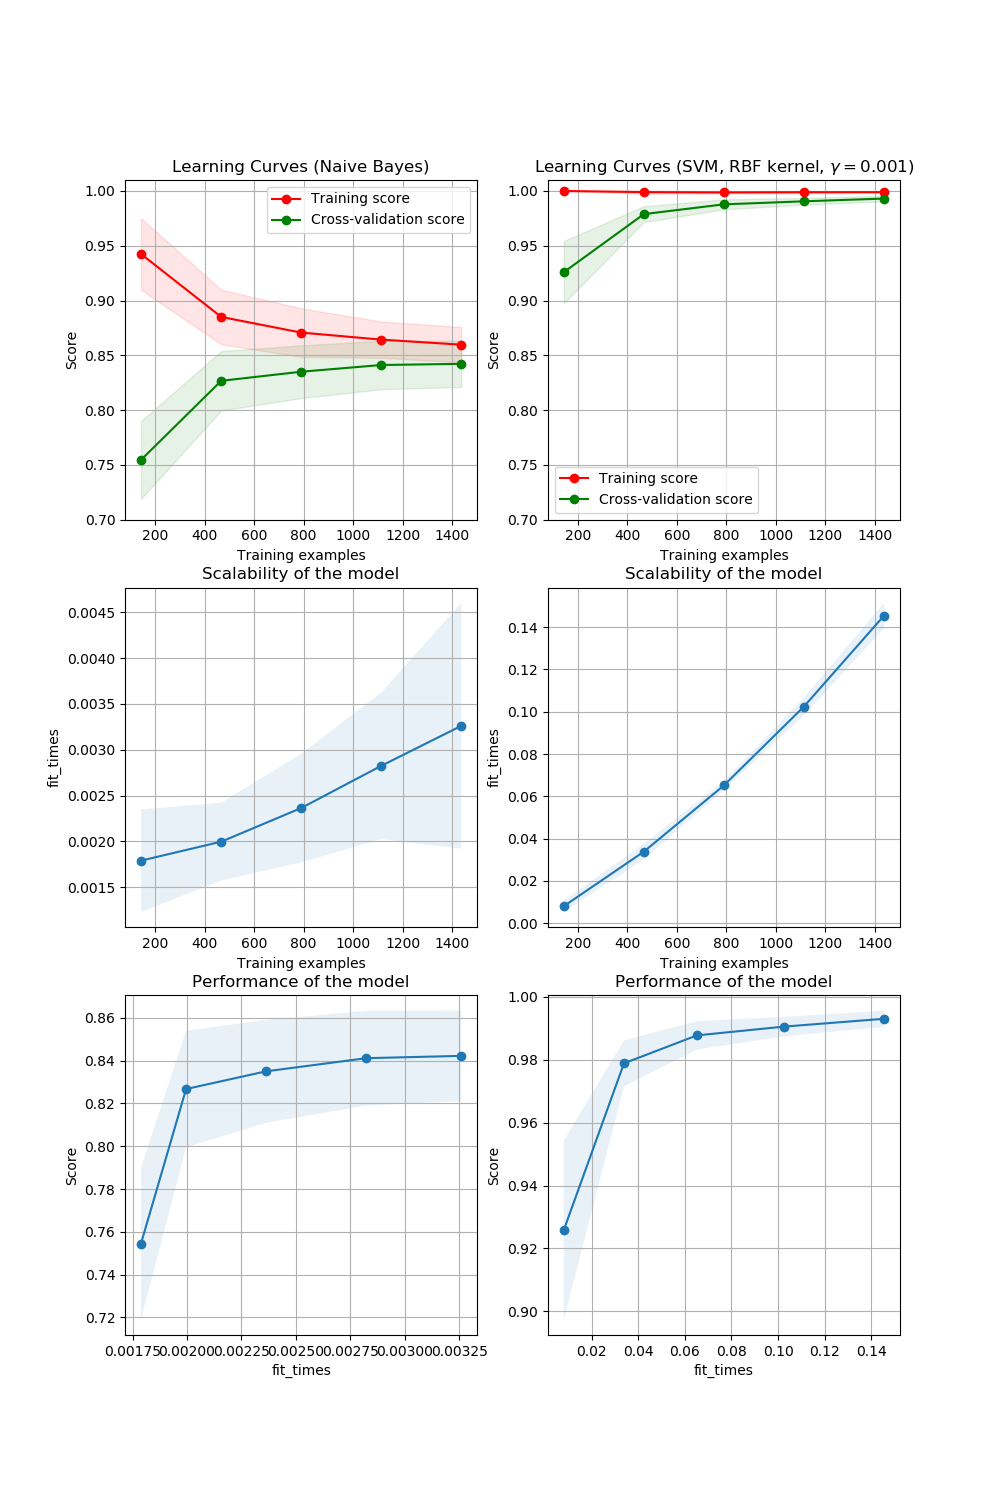 Learning Curves (Naive Bayes)
1.00
0.95
0.90
0.85
0.80
0.75
0.70
Score
Training score
Cross-validation score
200 400 600 800 1000 1200 1400
Training examples
Learning Curves (SVM, RBF kernel, γ = 0.001)
1.00
0.95
0.90
0.85
0.80
0.75
0.70
Score
Training score
Cross-validation score
200 400 600 800 1000 1200 1400
Training examples
Scalability of the model
0.0045
0.0040
0.0035
0.0030
0.0025
0.0020
0.0015
fit_times
200 400 600 800 1000 1200 1400
Training examples
Scalability of the model
0.14
0.12
0.10
0.08
0.06
0.04
0.02
0.00
fit_times
200 400 600 800 1000 1200 1400
Training examples
Performance of the model
0.86
0.84
0.82
0.80
0.78
0.76
0.74
0.72
Score
0.00175 0.00200 0.00225 0.00250 0.00275 0.00300 0.00325
fit_times
Performance of the model
1.00
0.98
0.96
0.94
0.92
0.90
Score
0.02 0.04 0.06 0.08 0.10 0.12 0.14
fit_times